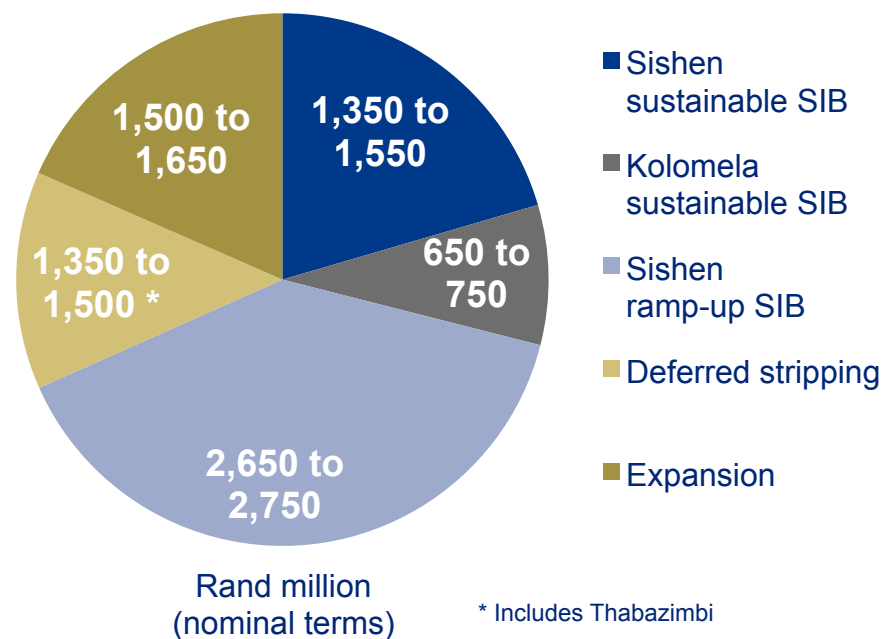 1,500 to
1,650
1,350 to
1,550
650 to
750
1,350 to
1,500 *
2,650 to
2,750
Sishen
sustainable SIB
Kolomela
sustainable SIB
Sishen
ramp-up SIB
Deferred stripping
Expansion
Rand million
(nominal terms)
* Includes Thabazimbi